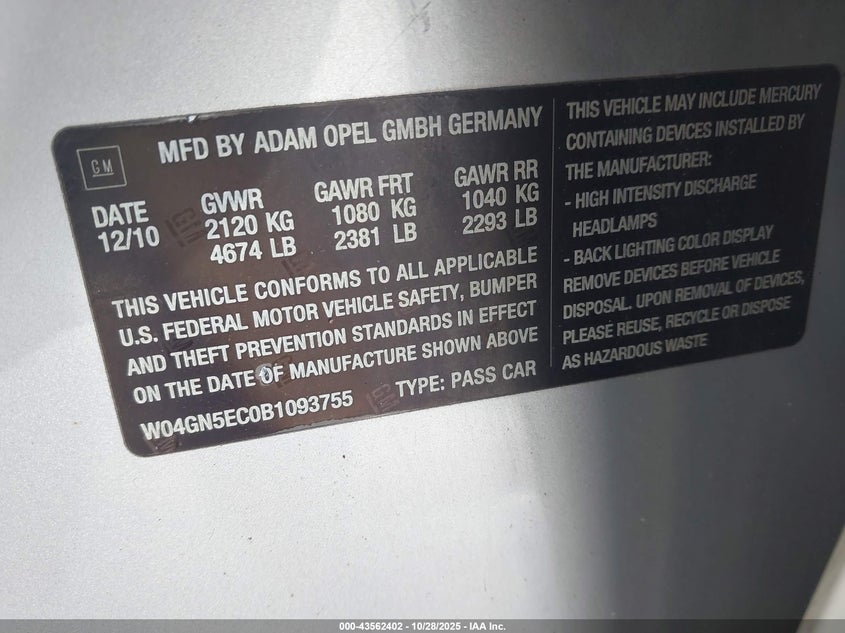 GM
MFD BY ADAM OPEL GMBH GERMANY
DATE
12/10
GVWR
2120 KG
4674 LB
GAWR FRT
1080 KG
2381 LB
GAWR RR
1040 KG
2293 LB
THIS VEHICLE CONFORMS TO ALL APPLICABLE
U.S. FEDERAL MOTOR VEHICLE SAFETY, BUMPER
AND THEFT PREVENTION STANDARDS IN EFFECT
ON THE DATE OF MANUFACTURE SHOWN ABOVE
W04GN5EC0B1093755
TYPE: PASS CAR
THIS VEHICLE MAY INCLUDE MERCURY
CONTAINING DEVICES INSTALLED BY
THE MANUFACTURER:
- HIGH INTENSITY DISCHARGE
HEADLAMPS
- BACK LIGHTING COLOR DISPLAY
REMOVE DEVICES BEFORE VEHICLE
DISPOSAL. UPON REMOVAL OF DEVICES,
PLEASE REUSE, RECYCLE OR DISPOSE
AS HAZARDOUS WASTE
000-43562402 - 10/28/2025 - IAA Inc.